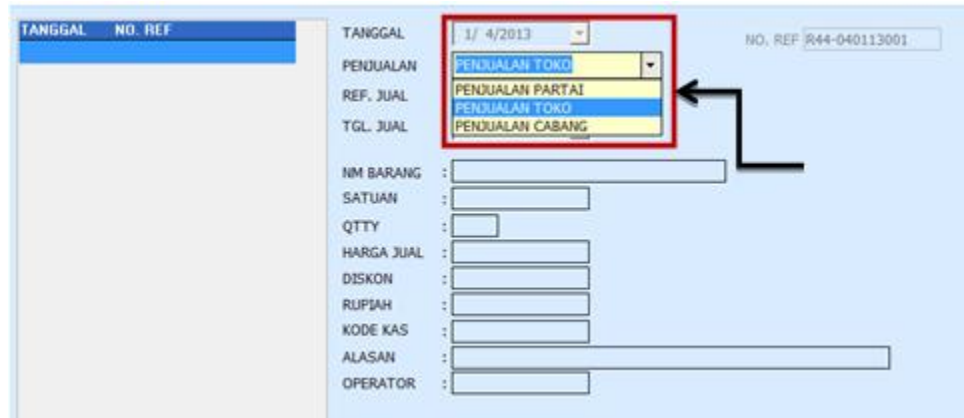 TANGGAL NO. REF
TANGGAL 1/ 4/2013 NO. REF R44-040113001
PENJUALAN PENJUALAN TOKO
REF. JUAL PENJUALAN PARTAI
PENJUALAN TOKO
TGL. JUAL PENJUALAN CABANG
NM BARANG :
SATUAN :
QTTY :
HARGA JUAL :
DISKON :
RUPIAH :
KODE KAS :
ALASAN :
OPERATOR :